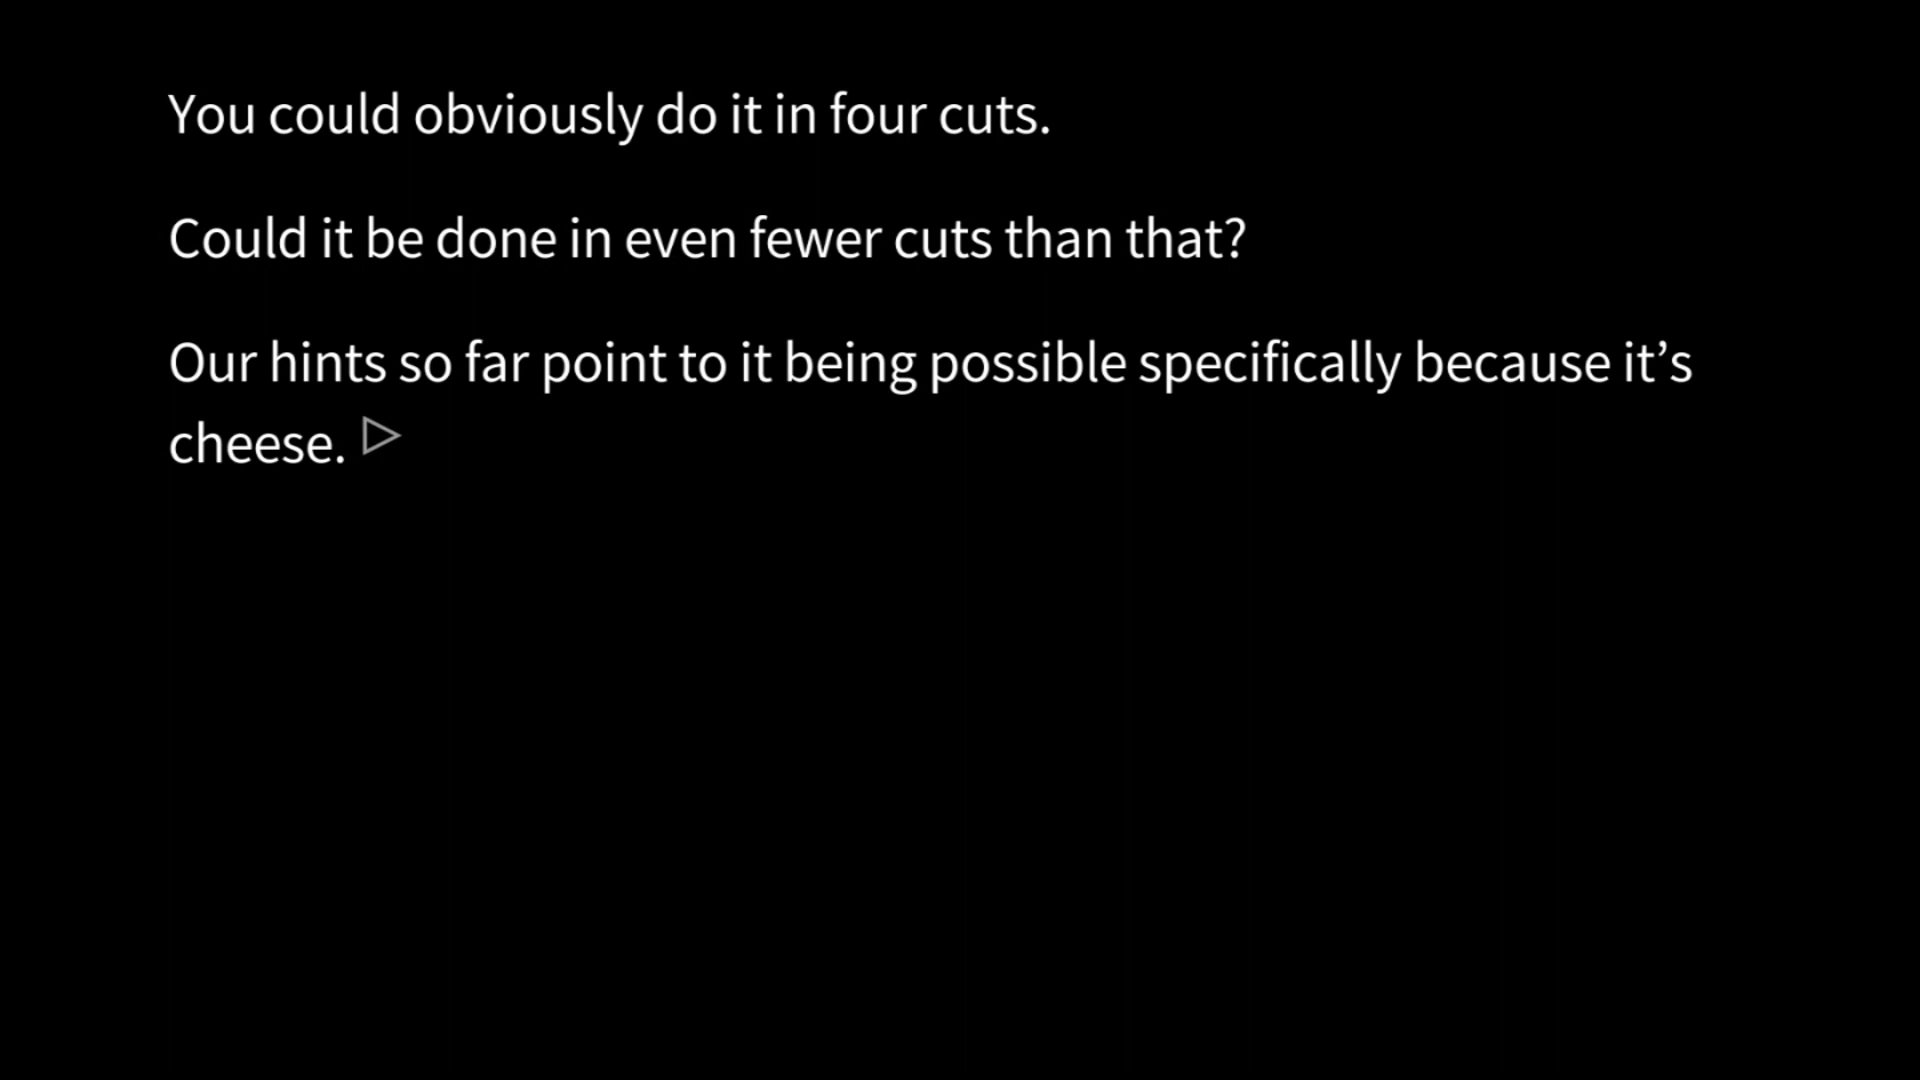 You could obviously do it in four cuts.
Could it be done in even fewer cuts than that?
Our hints so far point to it being possible specifically because it’s
cheese.